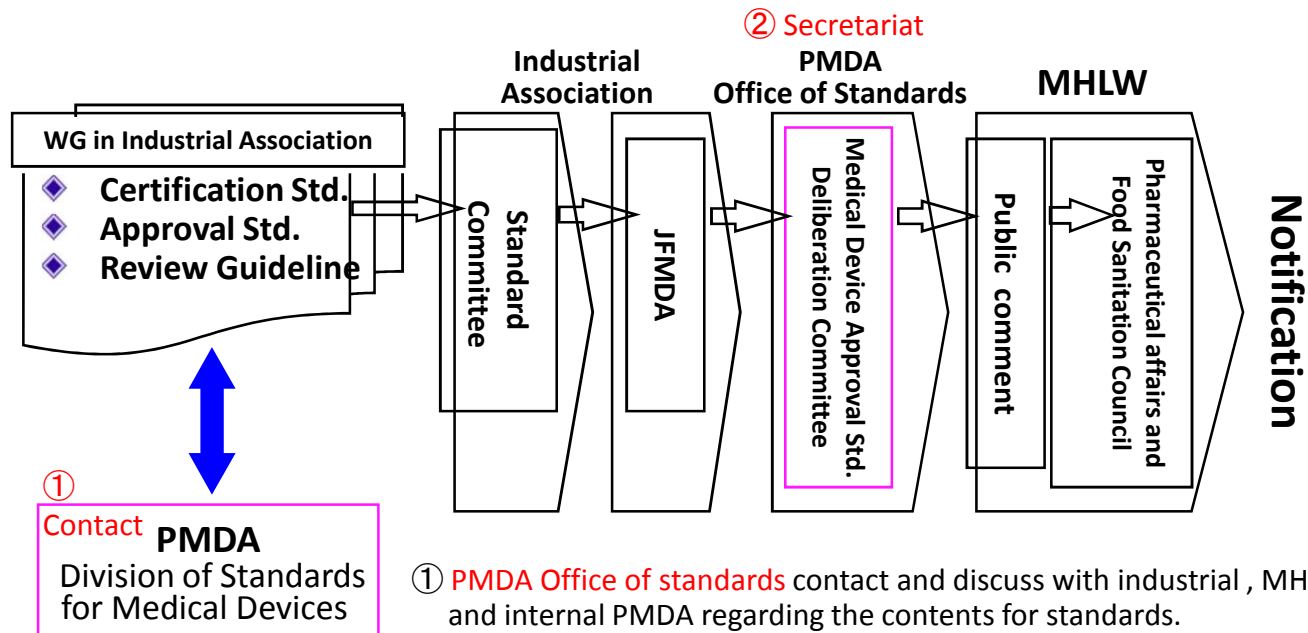 ② Secretariat
Industrial
Association
PMDA
Office of Standards
MHLW
WG in Industrial Association
Certification Std.
Approval Std.
Review Guideline
Standard
Committee
JFMDA
Medical Device Approval Std.
Deliberation Committee
Public comment
Pharmaceutical affairs and
Food Sanitation Council
Notification
①
Contact
PMDA
Division of Standards
for Medical Devices
① PMDA Office of standards contact and discuss with industrial , MH
and internal PMDA regarding the contents for standards.